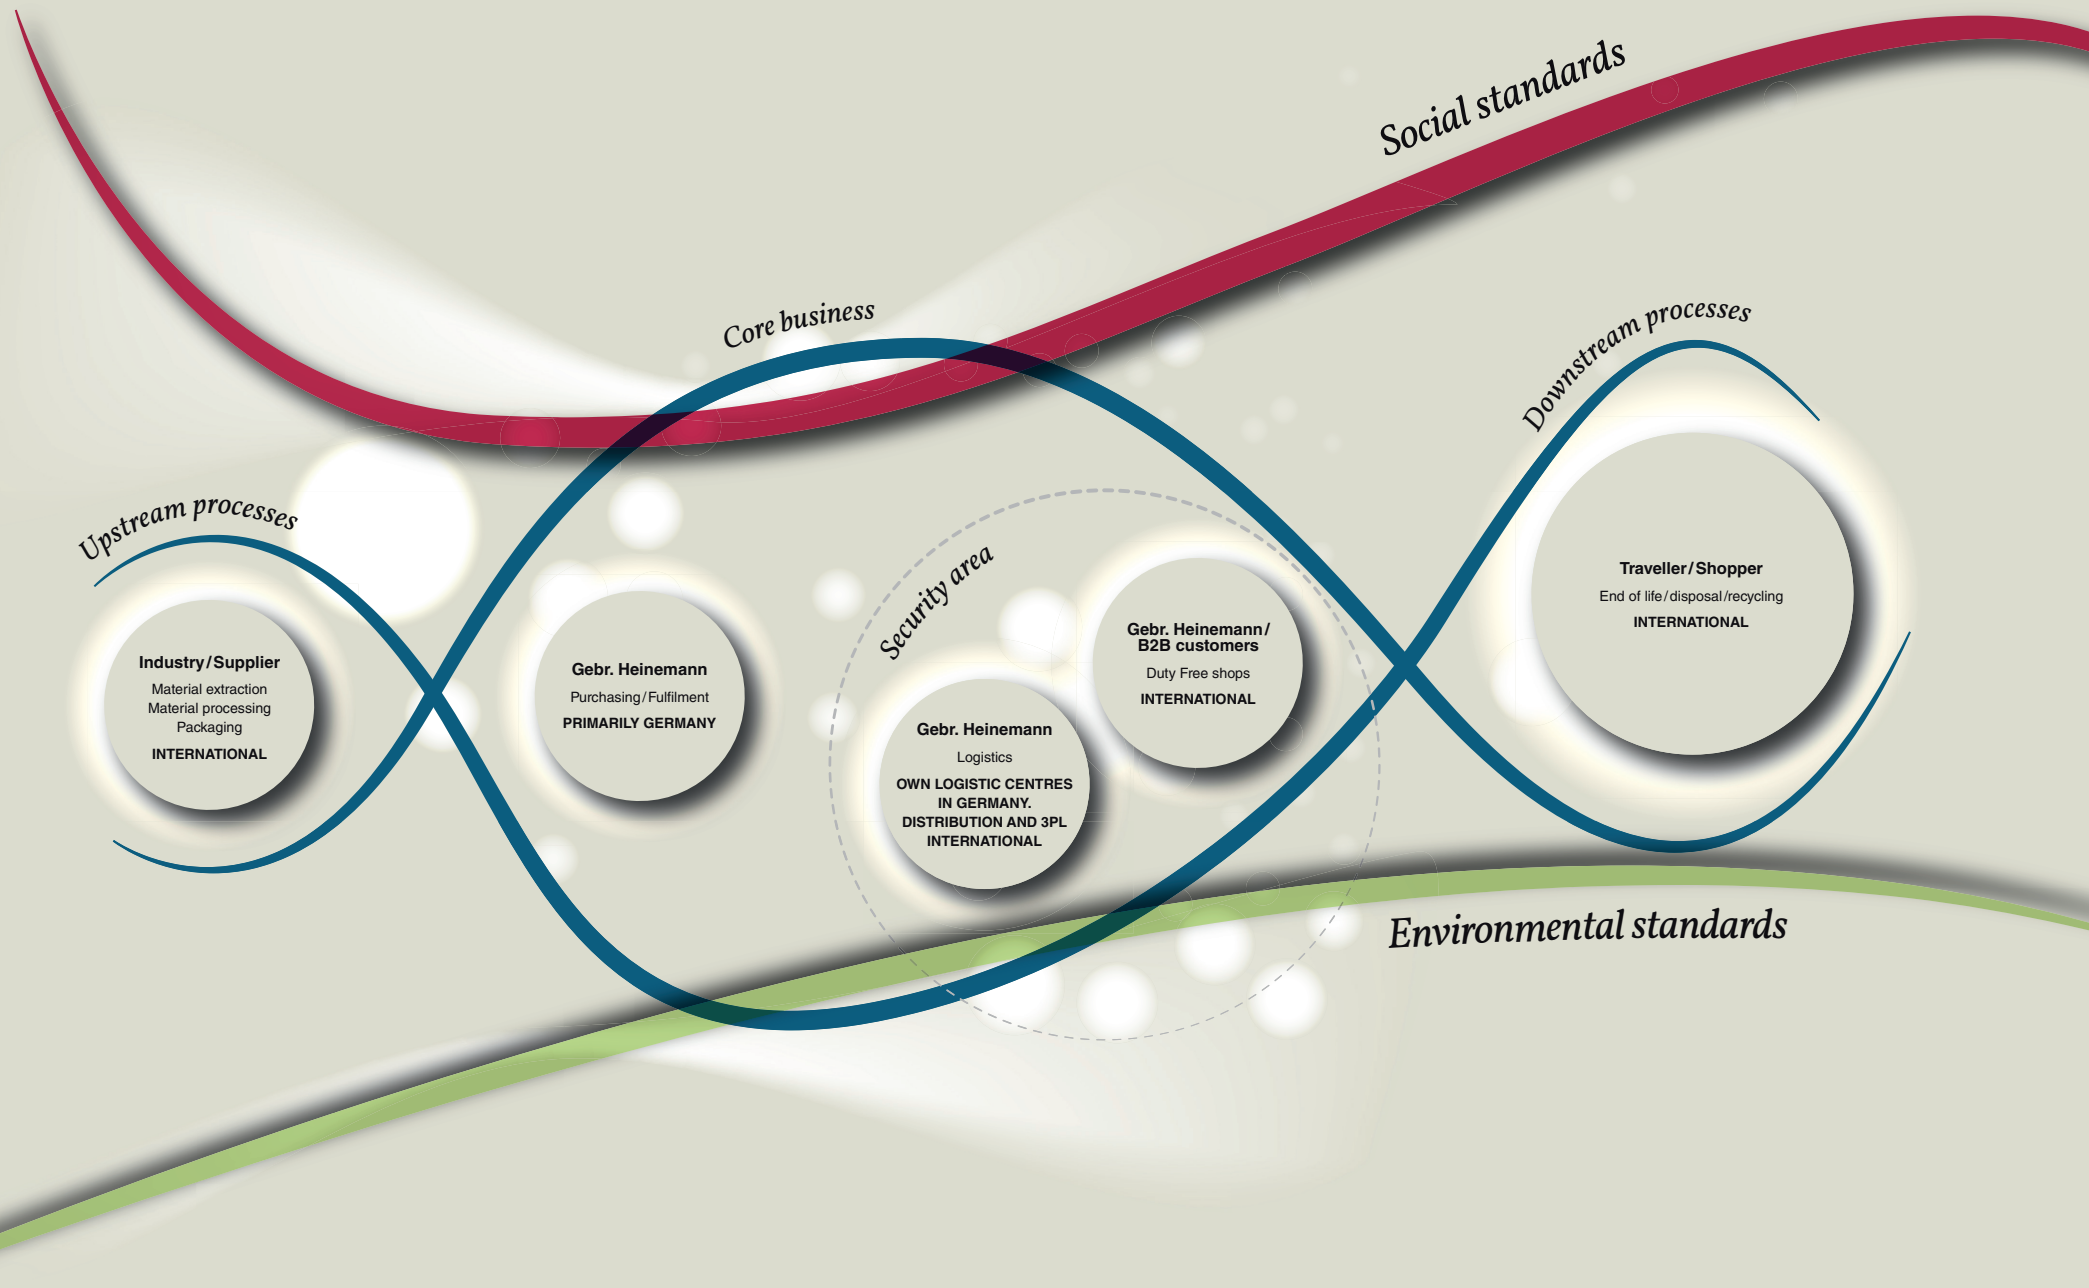 Social standards
Core business
Downstream processes
Upstream processes
Industry/Supplier
Material extraction
Material processing
Packaging
INTERNATIONAL
Gebr. Heinemann
Purchasing/Fulfilment
PRIMARILY GERMANY
Security area
Gebr. Heinemann
Logistics
OWN LOGISTIC CENTRES
IN GERMANY.
DISTRIBUTION AND 3PL
INTERNATIONAL
Gebr. Heinemann/
B2B customers
Duty Free shops
INTERNATIONAL
Traveller/Shopper
End of life/disposal/recycling
INTERNATIONAL
Environmental standards